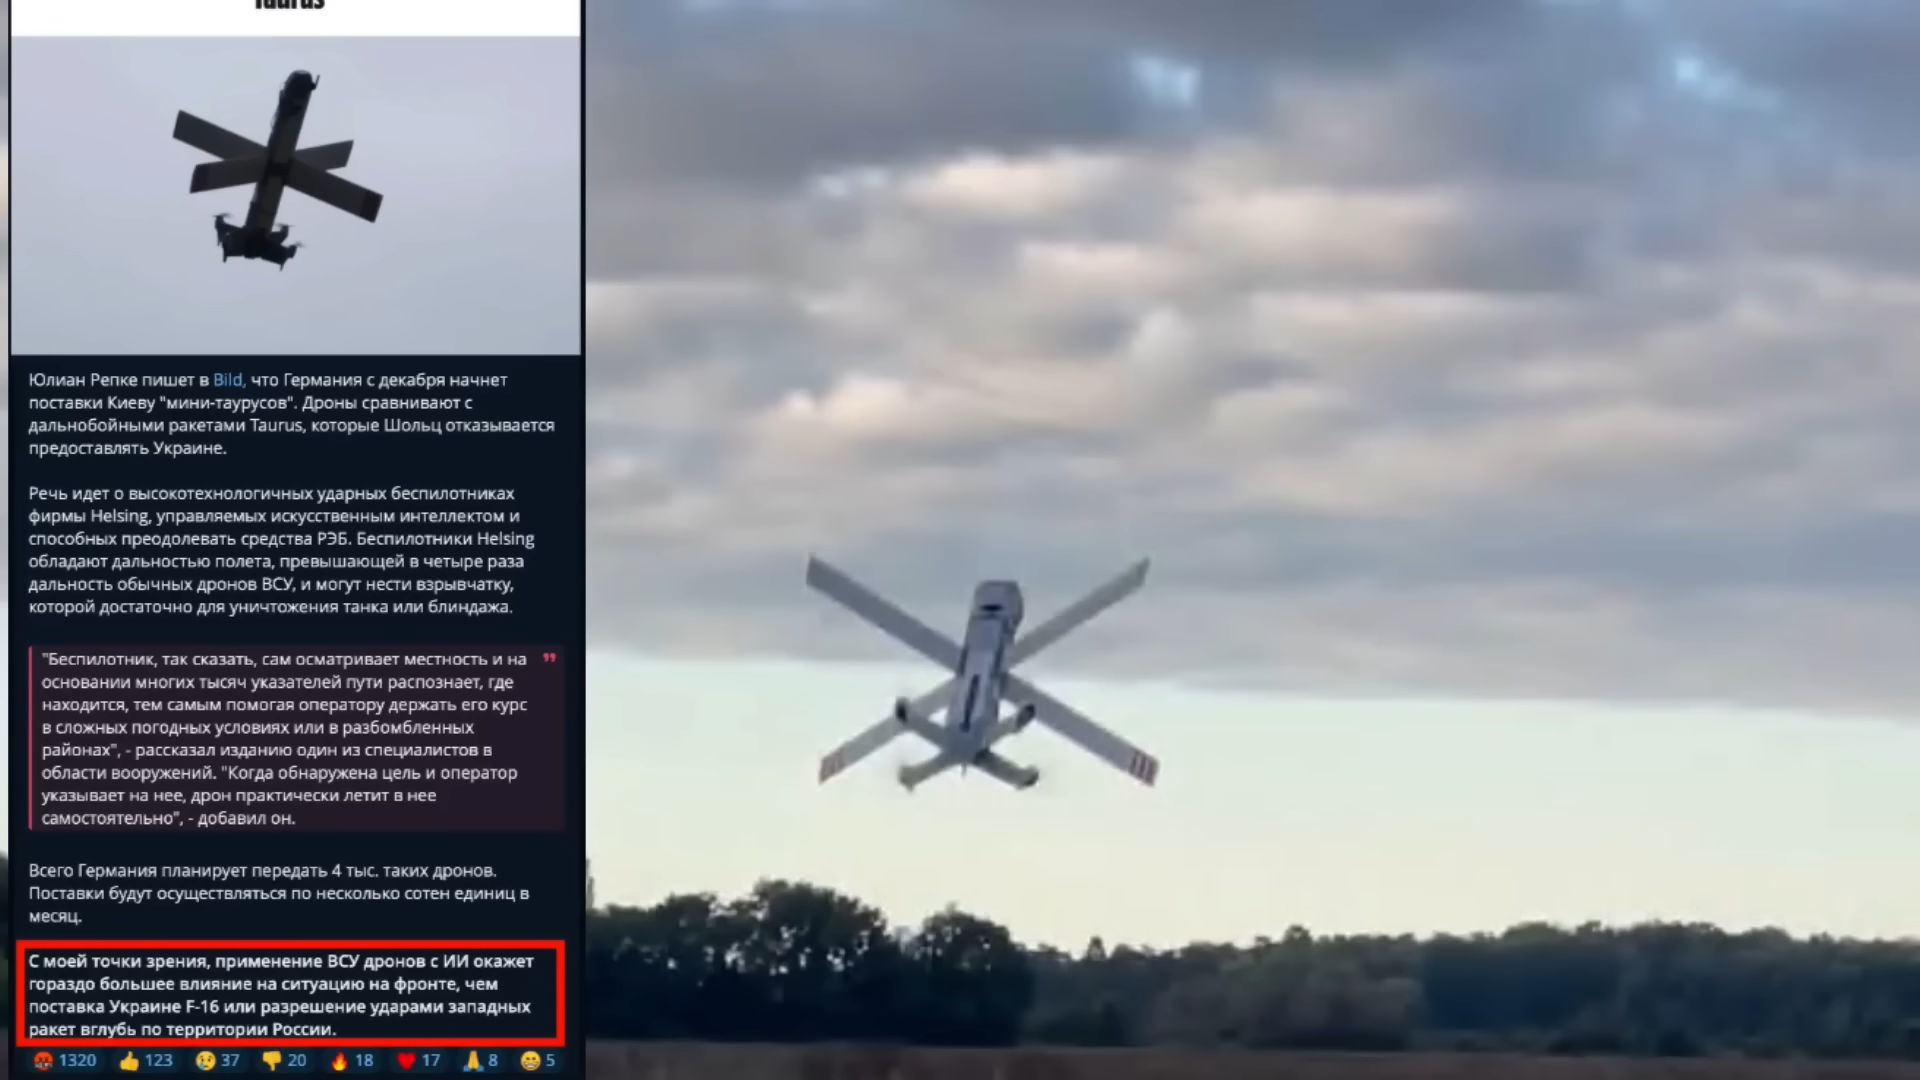 Taurus
Юлиан Репке пишет в Bild, что Германия с декабря начнет
поставки Киеву "мини-таурусов". Дроны сравнивают с
дальнобойными ракетами Taurus, которые Шольц отказывается
предоставлять Украине.
Речь идет о высокотехнологичных ударных беспилотниках
фирмы Helsing, управляемых искусственным интеллектом и
способных преодолевать средства РЭБ. Беспилотники Helsing
обладают дальностью полета, превышающей в четыре раза
дальность обычных дронов ВСУ, и могут нести взрывчатку,
которой достаточно для уничтожения танка или блиндажа.
"Беспилотник, так сказать, сам осматривает местность и на
основании многих тысяч указателей пути распознает, где
находится, тем самым помогая оператору держать его курс
в сложных погодных условиях или в разбомбленных
районах", - рассказал изданию один из специалистов в
области вооружений. "Когда обнаружена цель и оператор
указывает на нее, дрон практически летит в нее
самостоятельно", - добавил он.
Всего Германия планирует передать 4 тыс. таких дронов.
Поставки будут осуществляться по несколько сотен единиц в
месяц.
С моей точки зрения, применение ВСУ дронов с ИИ окажет
гораздо большее влияние на ситуацию на фронте, чем
поставка Украине F-16 или разрешение ударами западных
ракет вглубь по территории России.
1320 123 37 20 18 17 8 5